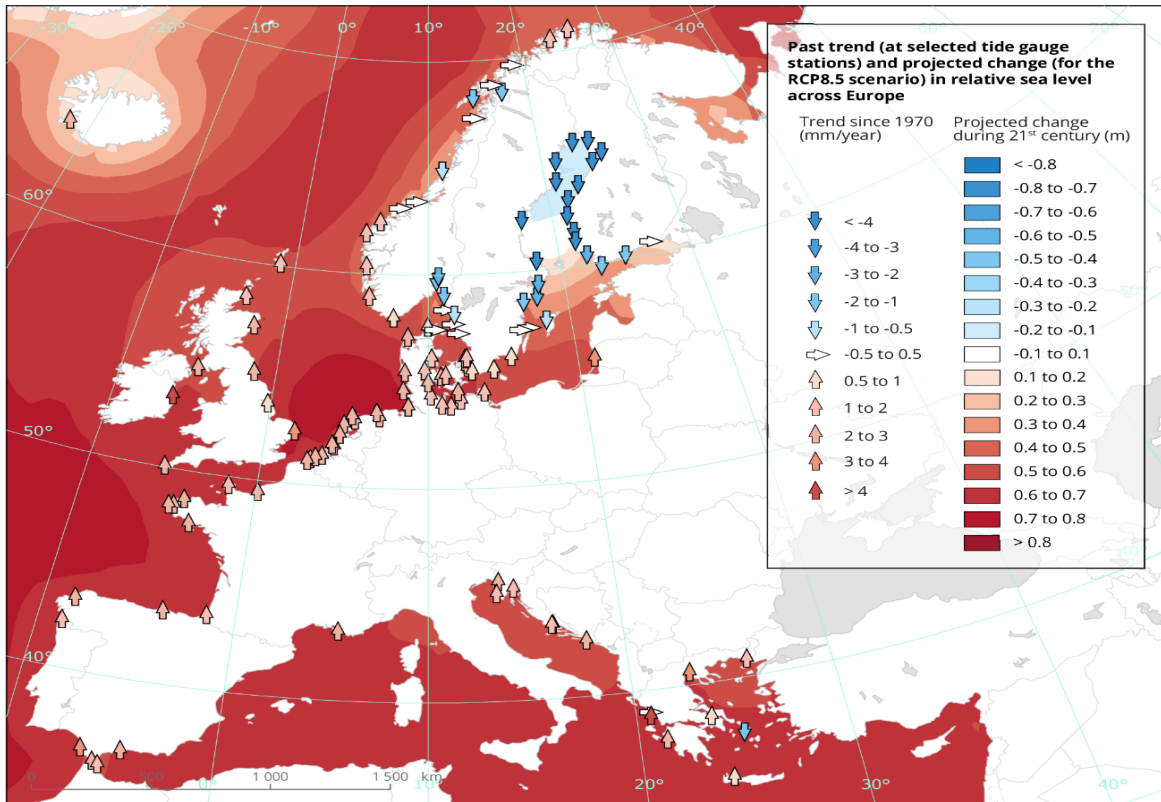 -30°
-20°
-10°
0°
10°
20°
30°
40°
50°
60°
70°
60°
50°
40°
50°
40°
0°
10°
20°
30°
40°
0
500
1 000
1 500
km
Past trend (at selected tide gauge
stations) and projected change (for the
RCP8.5 scenario) in relative sea level
across Europe
Trend since 1970
(mm/year)
< -4
-4 to -3
-3 to -2
-2 to -1
-1 to -0.5
-0.5 to 0.5
0.5 to 1
1 to 2
2 to 3
3 to 4
> 4
Projected change
during 21st century (m)
< -0.8
-0.8 to -0.7
-0.7 to -0.6
-0.6 to -0.5
-0.5 to -0.4
-0.4 to -0.3
-0.3 to -0.2
-0.2 to -0.1
-0.1 to 0.1
0.1 to 0.2
0.2 to 0.3
0.3 to 0.4
0.4 to 0.5
0.5 to 0.6
0.6 to 0.7
0.7 to 0.8
> 0.8